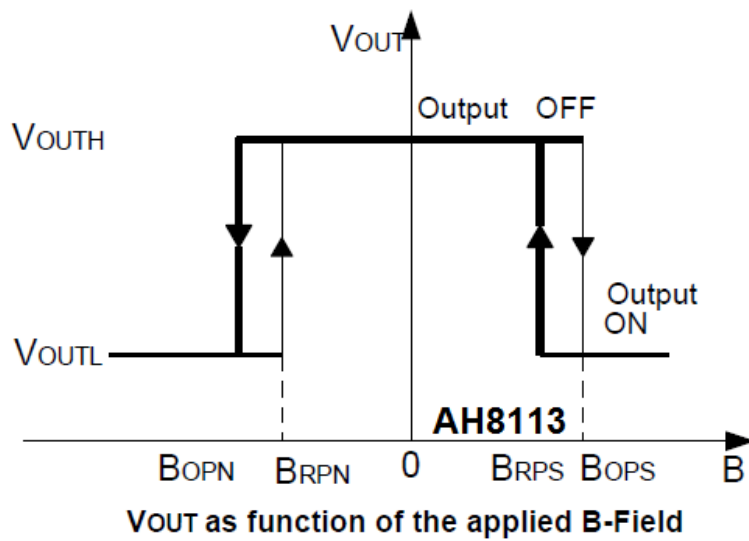 VOUT
Output OFF
VOUTH
Output
ON
VOUTL
AH8113
BOPN BRPN 0 BRPS BOPS B
VOUT as function of the applied B-Field